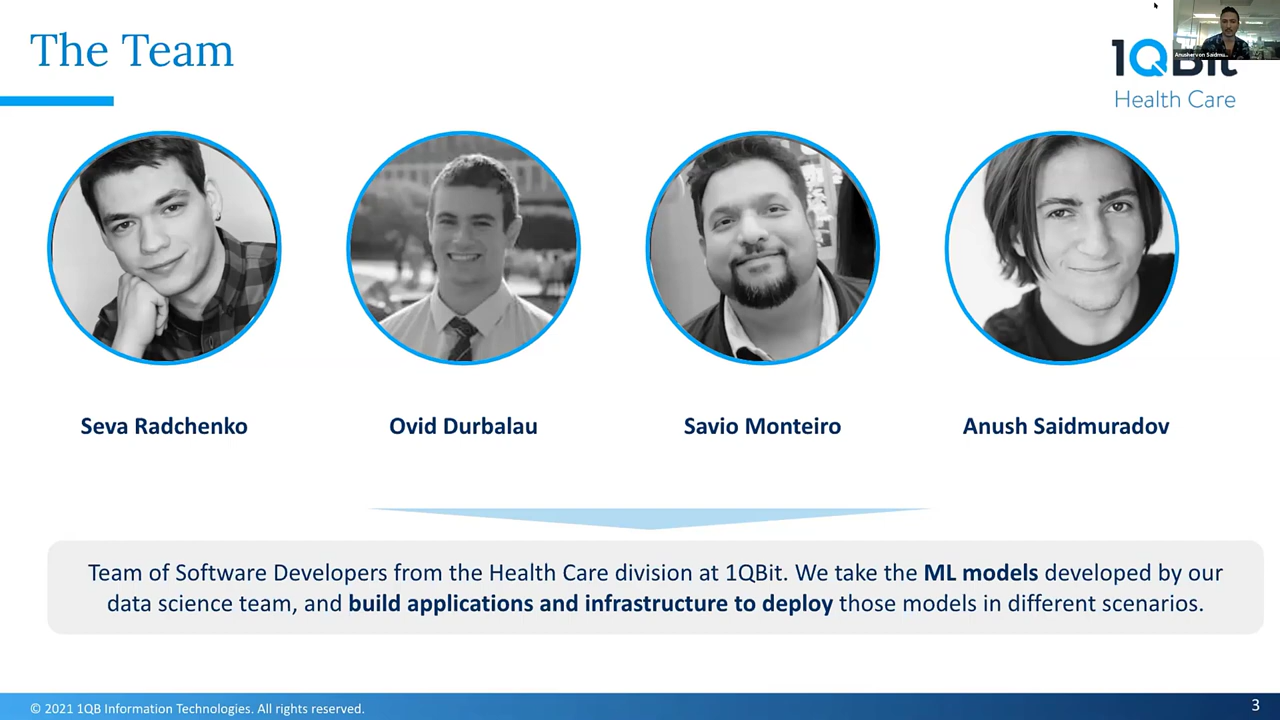 The Team
1QBit
Health Care
Anushervon Saidmu...
Seva Radchenko
Ovid Durbalau
Savio Monteiro
Anush Saidmuradov
Team of Software Developers from the Health Care division at 1QBit. We take the ML models developed by our
data science team, and build applications and infrastructure to deploy those models in different scenarios.
© 2021 1QB Information Technologies. All rights reserved.
3